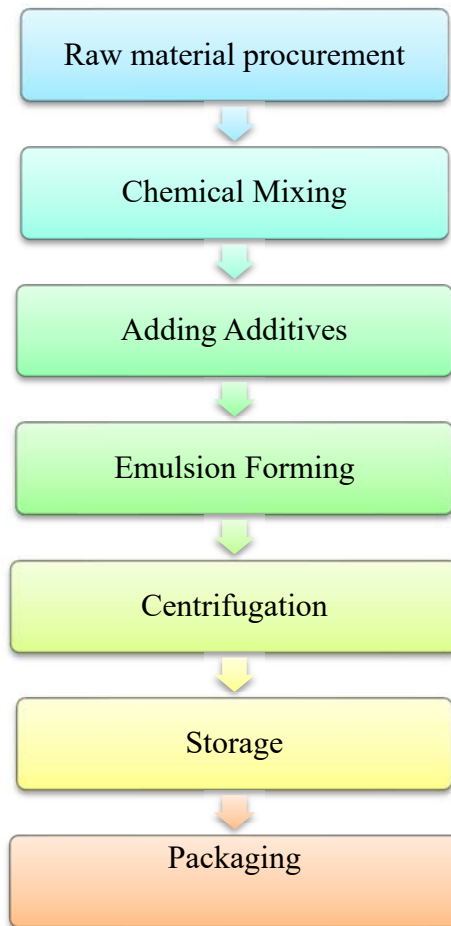 Raw material procurement
Chemical Mixing
Adding Additives
Emulsion Forming
Centrifugation
Storage
Packaging